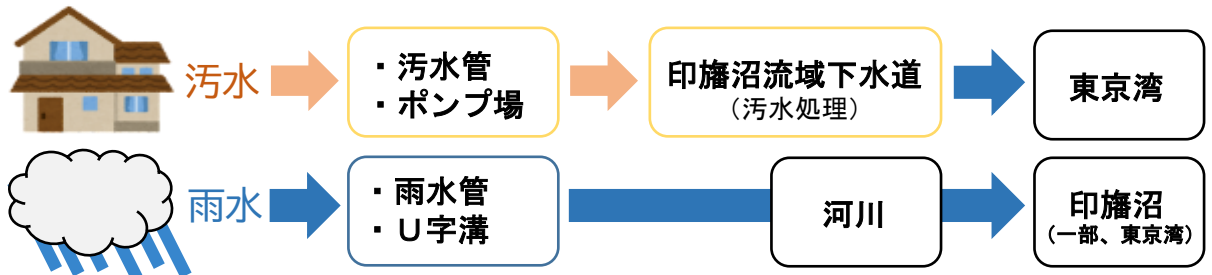 汚水
・汚水管
・ポンプ場
印旛沼流域下水道
（汚水処理）
東京湾
雨水
・雨水管
・Ｕ字溝
河川
印旛沼
（一部、東京湾）